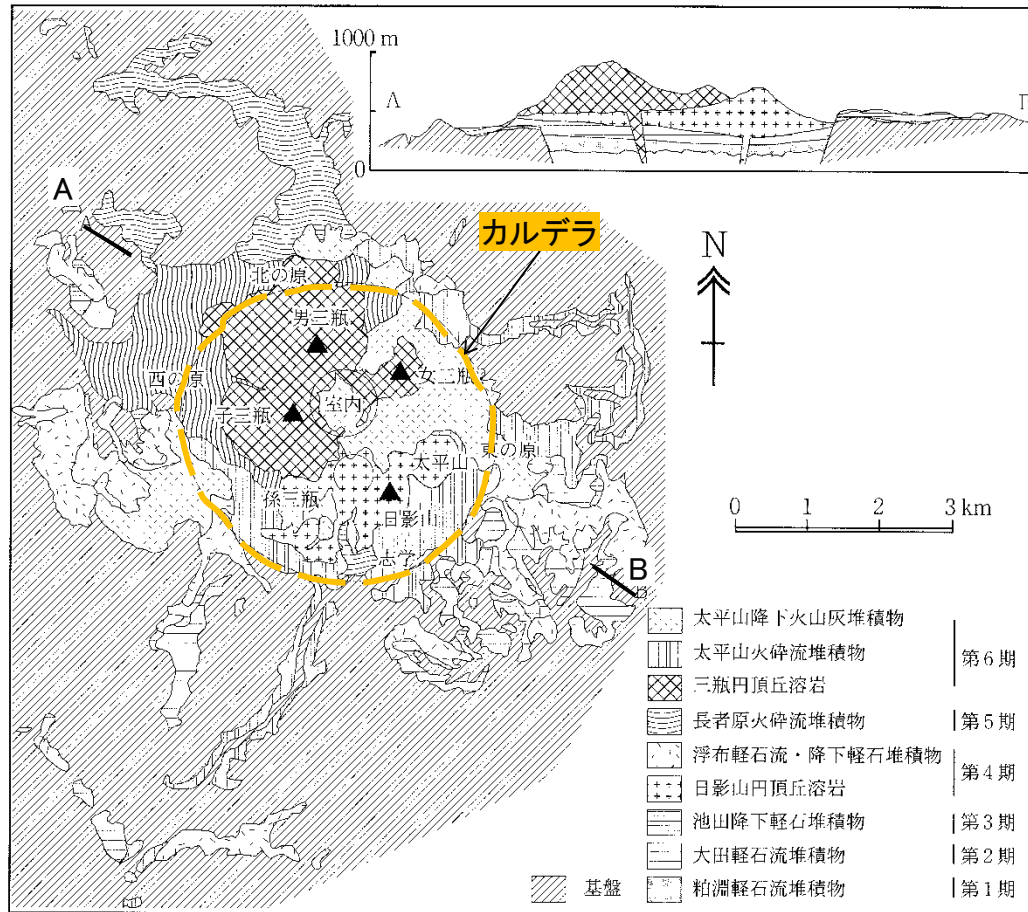 1000 m
A
0
A
カルデラ
N
北の原
男三瓶
女三瓶
西の原
室内
子三瓶
太平山
東の原
孫三瓶
日影山
志学
0 1 2 3 km
B
B
太平山降下火山灰堆積物
太平山火砕流堆積物
第6期
三瓶円頂丘溶岩
長者原火砕流堆積物
第5期
浮布軽石流・降下軽石堆積物
第4期
日影山円頂丘溶岩
池田降下軽石堆積物
第3期
大田軽石流堆積物
第2期
基盤
粕淵軽石流堆積物
第1期